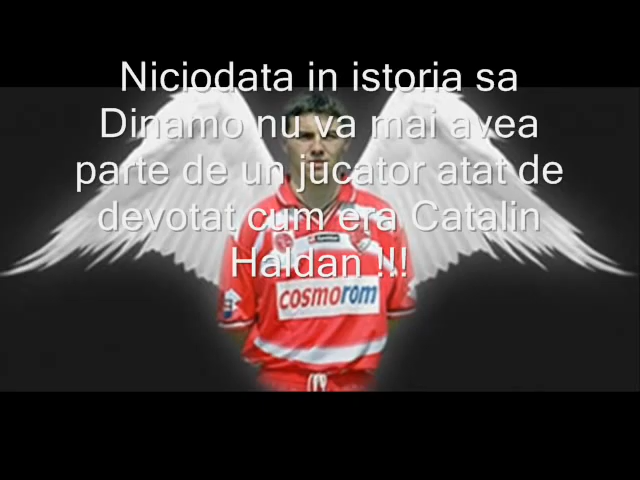 Niciodata in istoria sa
Dinamo nu va mai avea
parte de un jucator atat de
devotat cum era Catalin
Haldan !!!
cosmorom